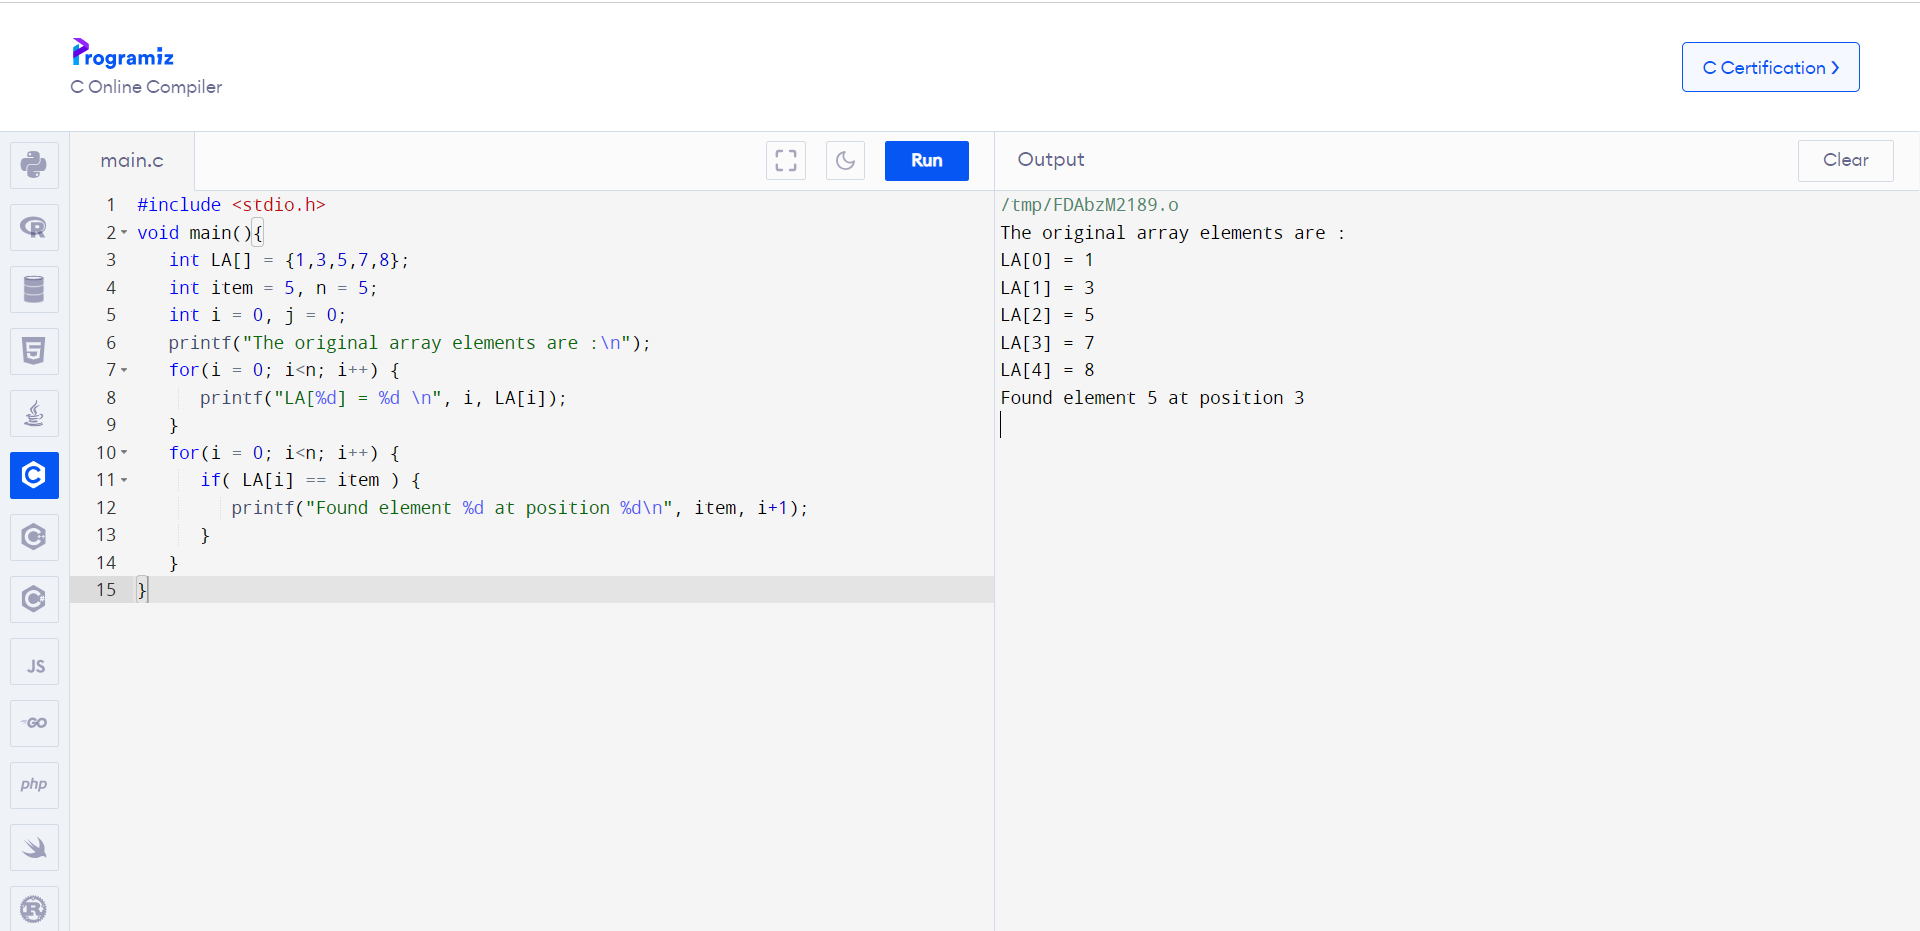 Programiz
C Online Compiler
C Certification
main.c
Run
Output
Clear
1 #include <stdio.h>
2 void main(){
3    int LA[] = {1,3,5,7,8};
4    int item = 5, n = 5;
5    int i = 0, j = 0;
6    printf("The original array elements are :\n");
7    for(i = 0; i<n; i++) {
8       printf("LA[%d] = %d \n", i, LA[i]);
9    }
10    for(i = 0; i<n; i++) {
11       if( LA[i] == item ) {
12          printf("Found element %d at position %d\n", item, i+1);
13       }
14    }
15 }
/tmp/FDAbzM2189.o
The original array elements are :
LA[0] = 1
LA[1] = 3
LA[2] = 5
LA[3] = 7
LA[4] = 8
Found element 5 at position 3
R
5
C
C
C#
JS
GO
php
R